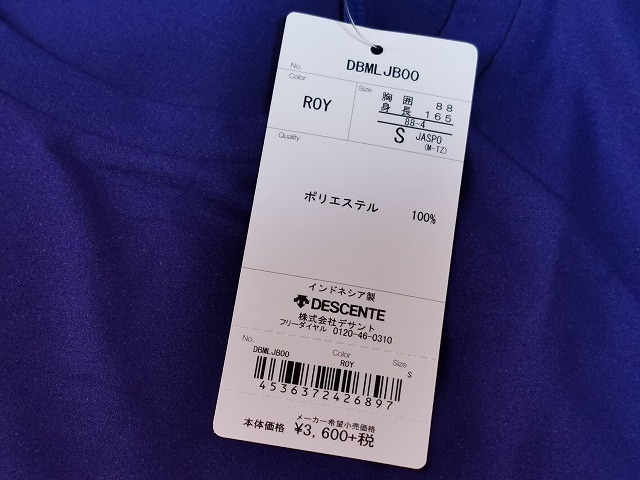 No. DBMLJB00
Color ROY
Size 胸囲 88
身長 165
88-4
S JASPO
(M-TZ)
Quality
ポリエステル 100%
インドネシア製
DESCENTE
株式会社デサント
フリーダイヤル 0120-46-0310
No. Color Size
DBMLJB00 ROY S
4536372426897
メーカー希望小売価格
本体価格 ¥3,600+税